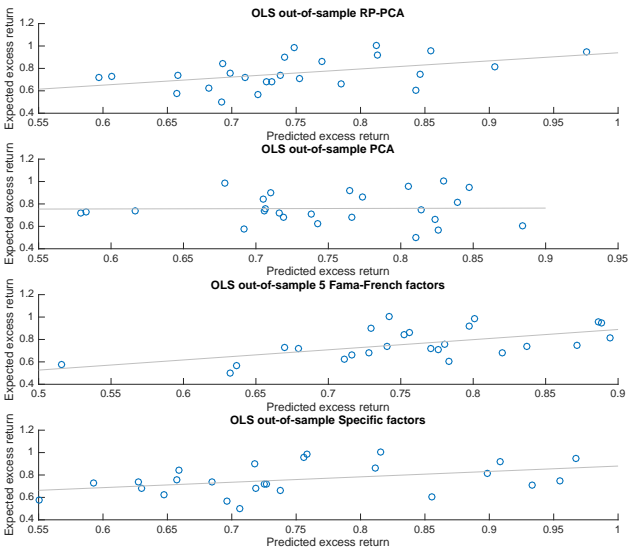 OLS out-of-sample RP-PCA
Expected excess return
1.2
1
0.8
0.6
0.4
0.55 0.6 0.65 0.7 0.75 0.8 0.85 0.9 0.95 1
Predicted excess return
OLS out-of-sample PCA
Expected excess return
1.2
1
0.8
0.6
0.4
0.55 0.6 0.65 0.7 0.75 0.8 0.85 0.9 0.95
Predicted excess return
OLS out-of-sample 5 Fama-French factors
Expected excess return
1.2
1
0.8
0.6
0.4
0.5 0.55 0.6 0.65 0.7 0.75 0.8 0.85 0.9
Predicted excess return
OLS out-of-sample Specific factors
Expected excess return
1.2
1
0.8
0.6
0.4
0.55 0.6 0.65 0.7 0.75 0.8 0.85 0.9 0.95 1
Predicted excess return